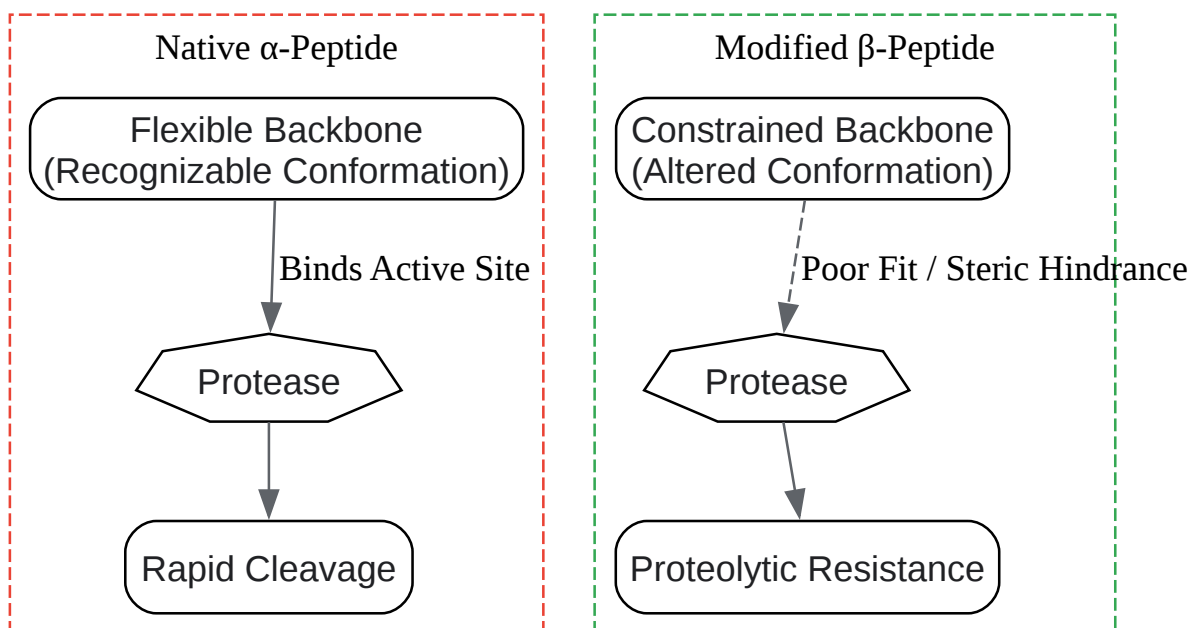 Native α-Peptide
Flexible Backbone
(Recognizable Conformation)
Binds Active Site
Protease
Rapid Cleavage
Modified β-Peptide
Constrained Backbone
(Altered Conformation)
Poor Fit / Steric Hindrance
Protease
Proteolytic Resistance